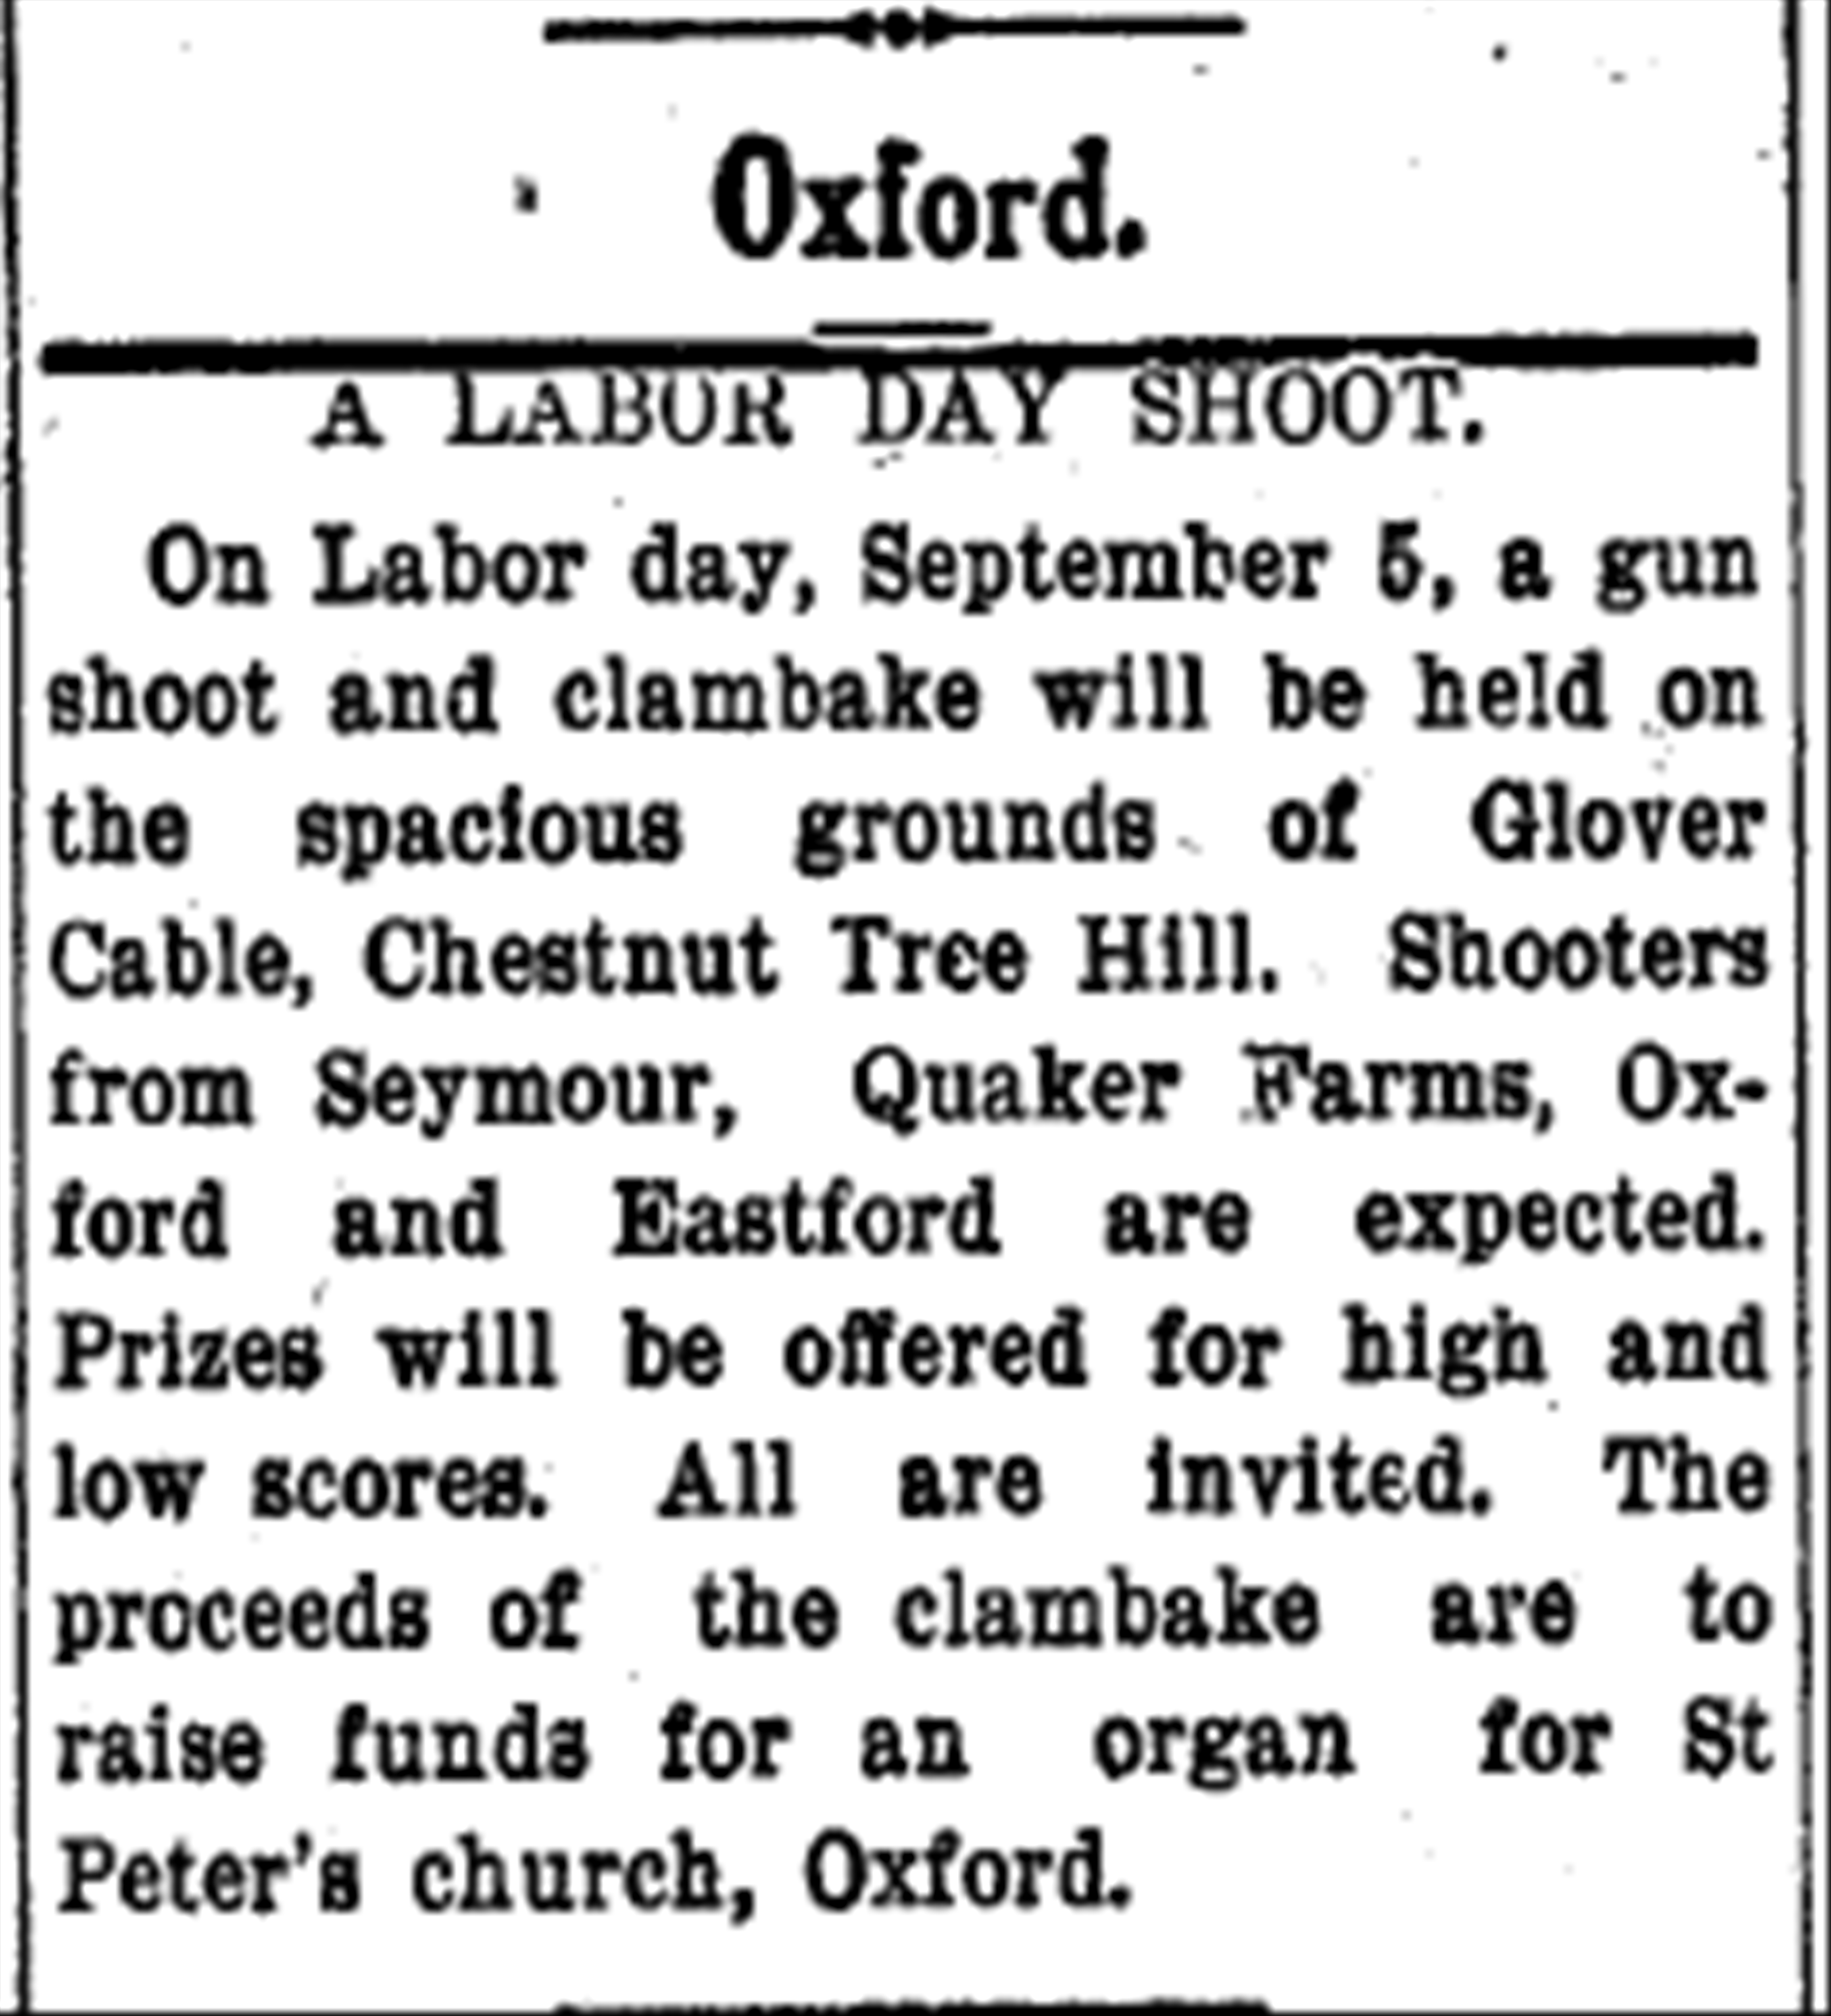 Oxford.
A LABOR DAY SHOOT.
On Labor day, September 5, a gun
shoot and clambake will be held on
the spacious grounds of Glover
Cable, Chestnut Tree Hill. Shooters
from Seymour, Quaker Farms, Ox-
ford and Eastford are expected.
Prizes will be offered for high and
low scores. All are invited. The
proceeds of the clambake are to
raise funds for an organ for St
Peter's church, Oxford.